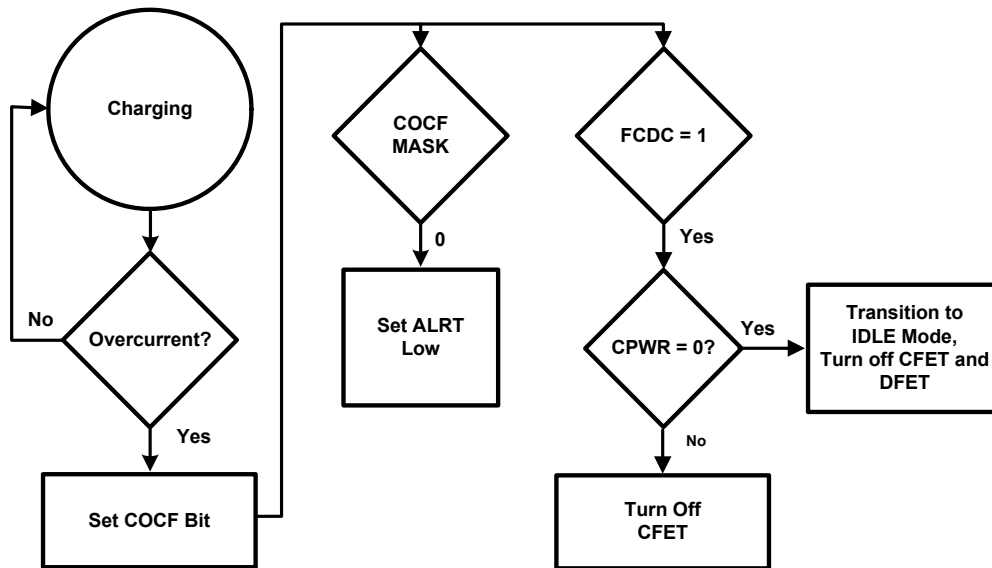 Charging
Overcurrent?
No
Yes
Set COCF Bit
COCF
MASK
0
Set ALRT
Low
FCDC = 1
Yes
CPWR = 0?
Yes
Transition to
IDLE Mode,
Turn off CFET and
DFET
No
Turn Off
CFET